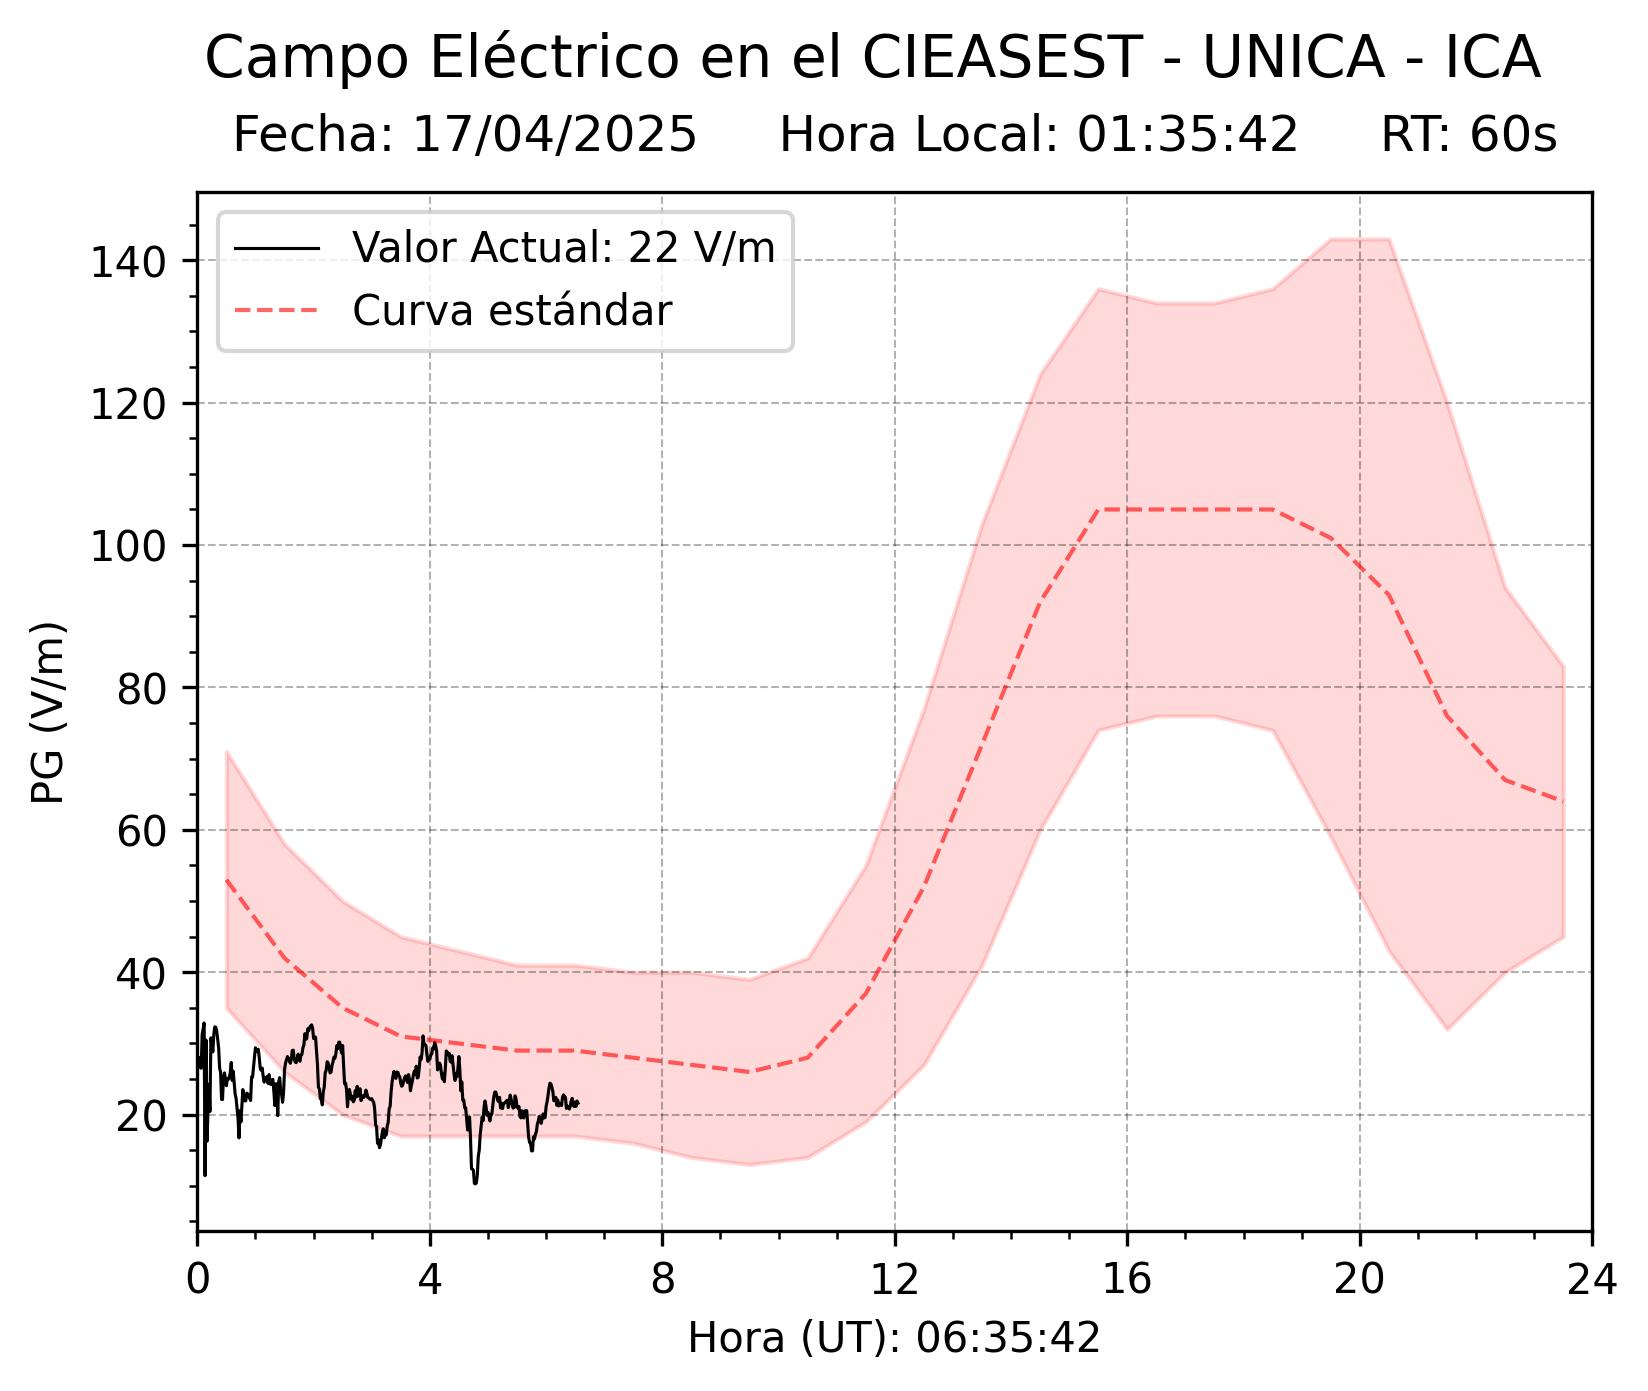 Campo Eléctrico en el CIEASEST - UNICA - ICA
Fecha: 17/04/2025 Hora Local: 01:35:42 RT: 60s
Valor Actual: 22 V/m
Curva estándar
140
120
100
80
60
40
20
PG (V/m)
0 4 8 12 16 20 24
Hora (UT): 06:35:42